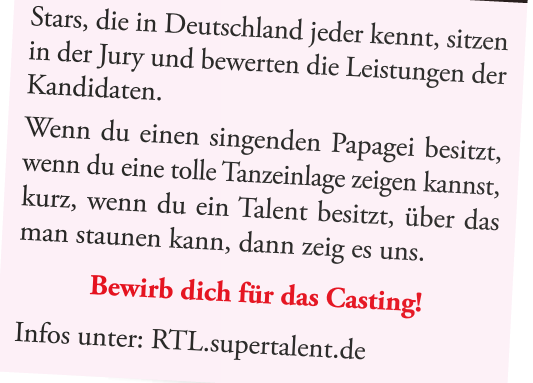 Stars, die in Deutschland jeder kennt, sitzen
in der Jury und bewerten die Leistungen der
Kandidaten.
Wenn du einen singenden Papagei besitzt,
wenn du eine tolle Tanzeinlage zeigen kannst,
kurz, wenn du ein Talent besitzt, über das
man staunen kann, dann zeig es uns.
Bewirb dich für das Casting!
Infos unter: RTL.supertalent.de